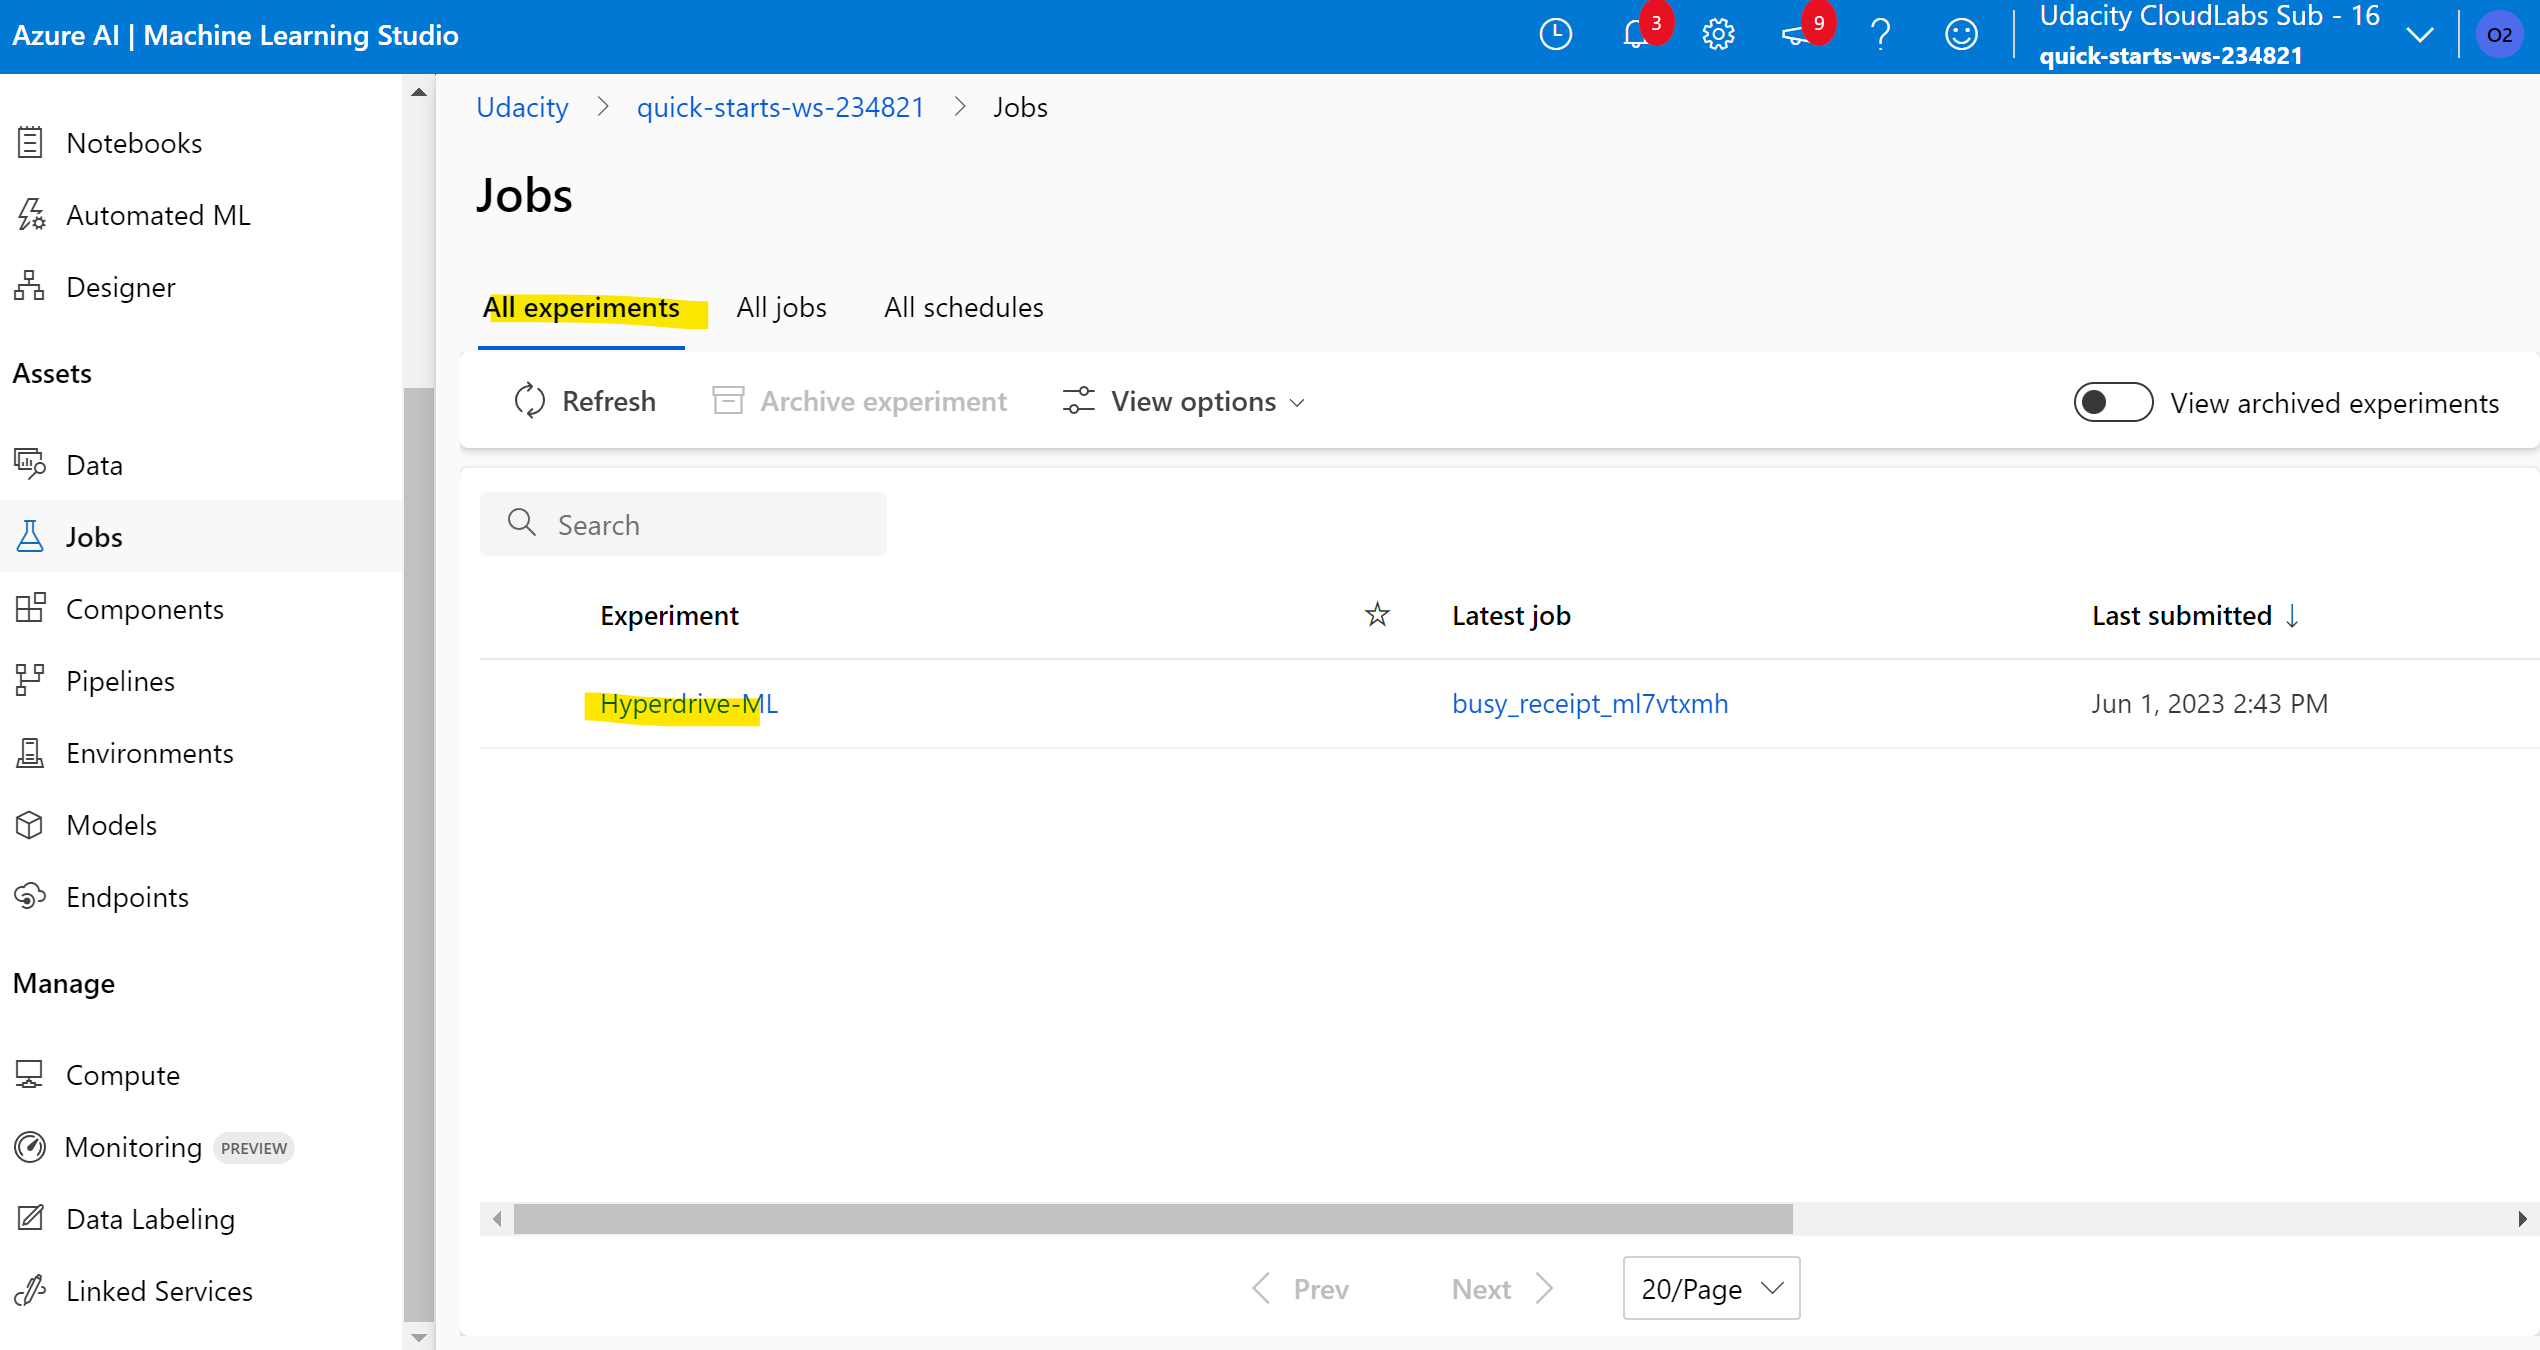 Azure AI | Machine Learning Studio
3
9
Udacity CloudLabs Sub - 16
quick-starts-ws-234821
O2
Notebooks
Automated ML
Designer
Assets
Data
Jobs
Components
Pipelines
Environments
Models
Endpoints
Manage
Compute
Monitoring PREVIEW
Data Labeling
Linked Services
Udacity > quick-starts-ws-234821 > Jobs
Jobs
All experiments All jobs All schedules
Refresh Archive experiment View options View archived experiments
Search
Experiment Latest job Last submitted ↓
Hyperdrive-ML busy_receipt_ml7vtxmh Jun 1, 2023 2:43 PM
Prev Next 20/Page